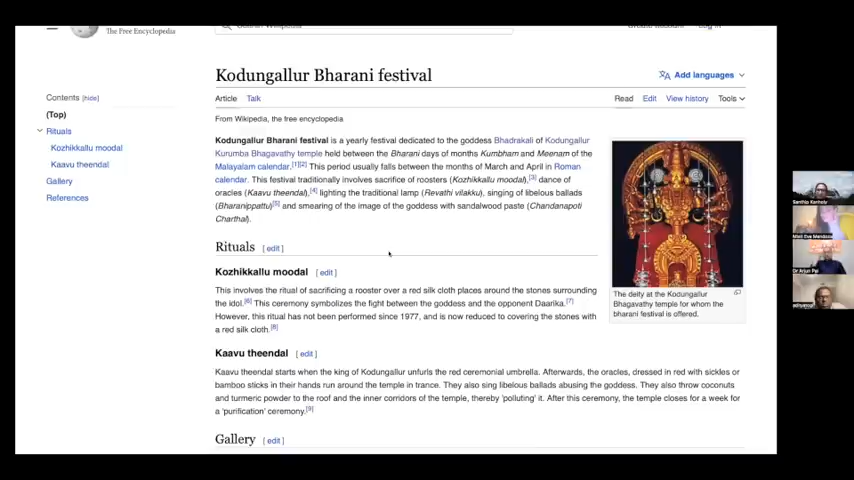 The Free Encyclopedia
Kodungallur Bharani festival
Add languages
Contents [hide]
(Top)
Rituals
Kozhikkallu moodal
Kaavu theendal
Gallery
References
Article Talk
Read Edit View history Tools
From Wikipedia, the free encyclopedia
Kodungallur Bharani festival is a yearly festival dedicated to the goddess Bhadrakali of Kodungallur
Kurumba Bhagavathy temple held between the Bharani days of months Kumbham and Meenam of the
Malayalam calendar.[1][2] This period usually falls between the months of March and April in Roman
calendar. This festival traditionally involves sacrifice of roosters (Kozhikkallu moodal),[3] dance of
oracles (Kaavu theendal),[4] lighting the traditional lamp (Revathi vilakku), singing of libelous ballads
(Bharanippattu)[5] and smearing of the image of the goddess with sandalwood paste (Chandanapoti
Charthal).
The deity at the Kodungallur
Bhagavathy temple for whom the
bharani festival is offered.
Rituals [ edit ]
Kozhikkallu moodal [ edit ]
This involves the ritual of sacrificing a rooster over a red silk cloth places around the stones surrounding
the idol.[6] This ceremony symbolizes the fight between the goddess and the opponent Daarika.[7]
However, this ritual has not been performed since 1977, and is now reduced to covering the stones with
a red silk cloth.[8]
Kaavu theendal [ edit ]
Kaavu theendal starts when the king of Kodungallur unfurls the red ceremonial umbrella. Afterwards, the oracles, dressed in red with sickles or
bamboo sticks in their hands run around the temple in trance. They also sing libelous ballads abusing the goddess. They also throw coconuts
and turmeric powder to the roof and the inner corridors of the temple, thereby 'polluting' it. After this ceremony, the temple closes for a week for
a 'purification' ceremony.[9]
Gallery [ edit ]
Dr Arjun Pai